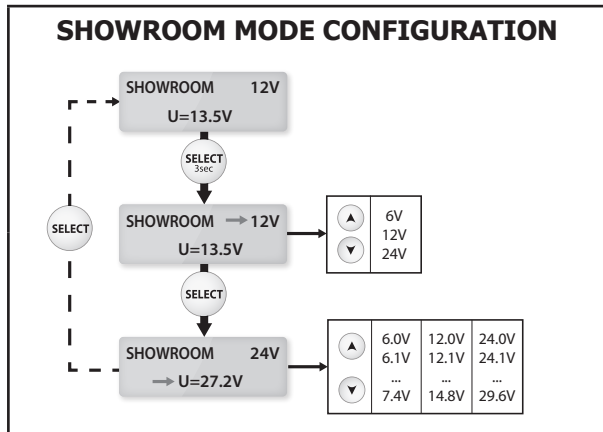 SHOWROOM MODE CONFIGURATION
SHOWROOM 12V
U=13.5V
SELECT
3sec
SHOWROOM → 12V
U=13.5V
6V
12V
24V
SELECT
SELECT
SHOWROOM 24V
→ U=27.2V
6.0V 12.0V 24.0V
6.1V 12.1V 24.1V
... ... ...
7.4V 14.8V 29.6V